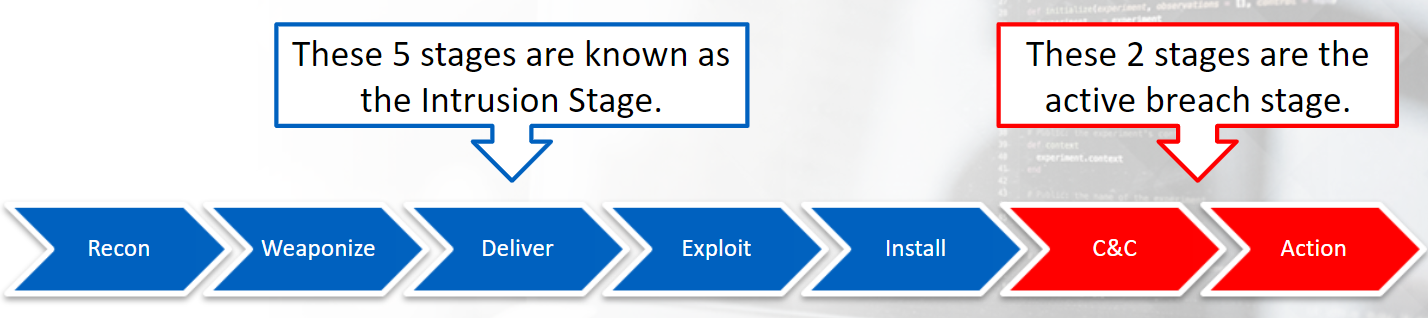 These 5 stages are known as
the Intrusion Stage.
These 2 stages are the
active breach stage.
Recon
Weaponize
Deliver
Exploit
Install
C&C
Action